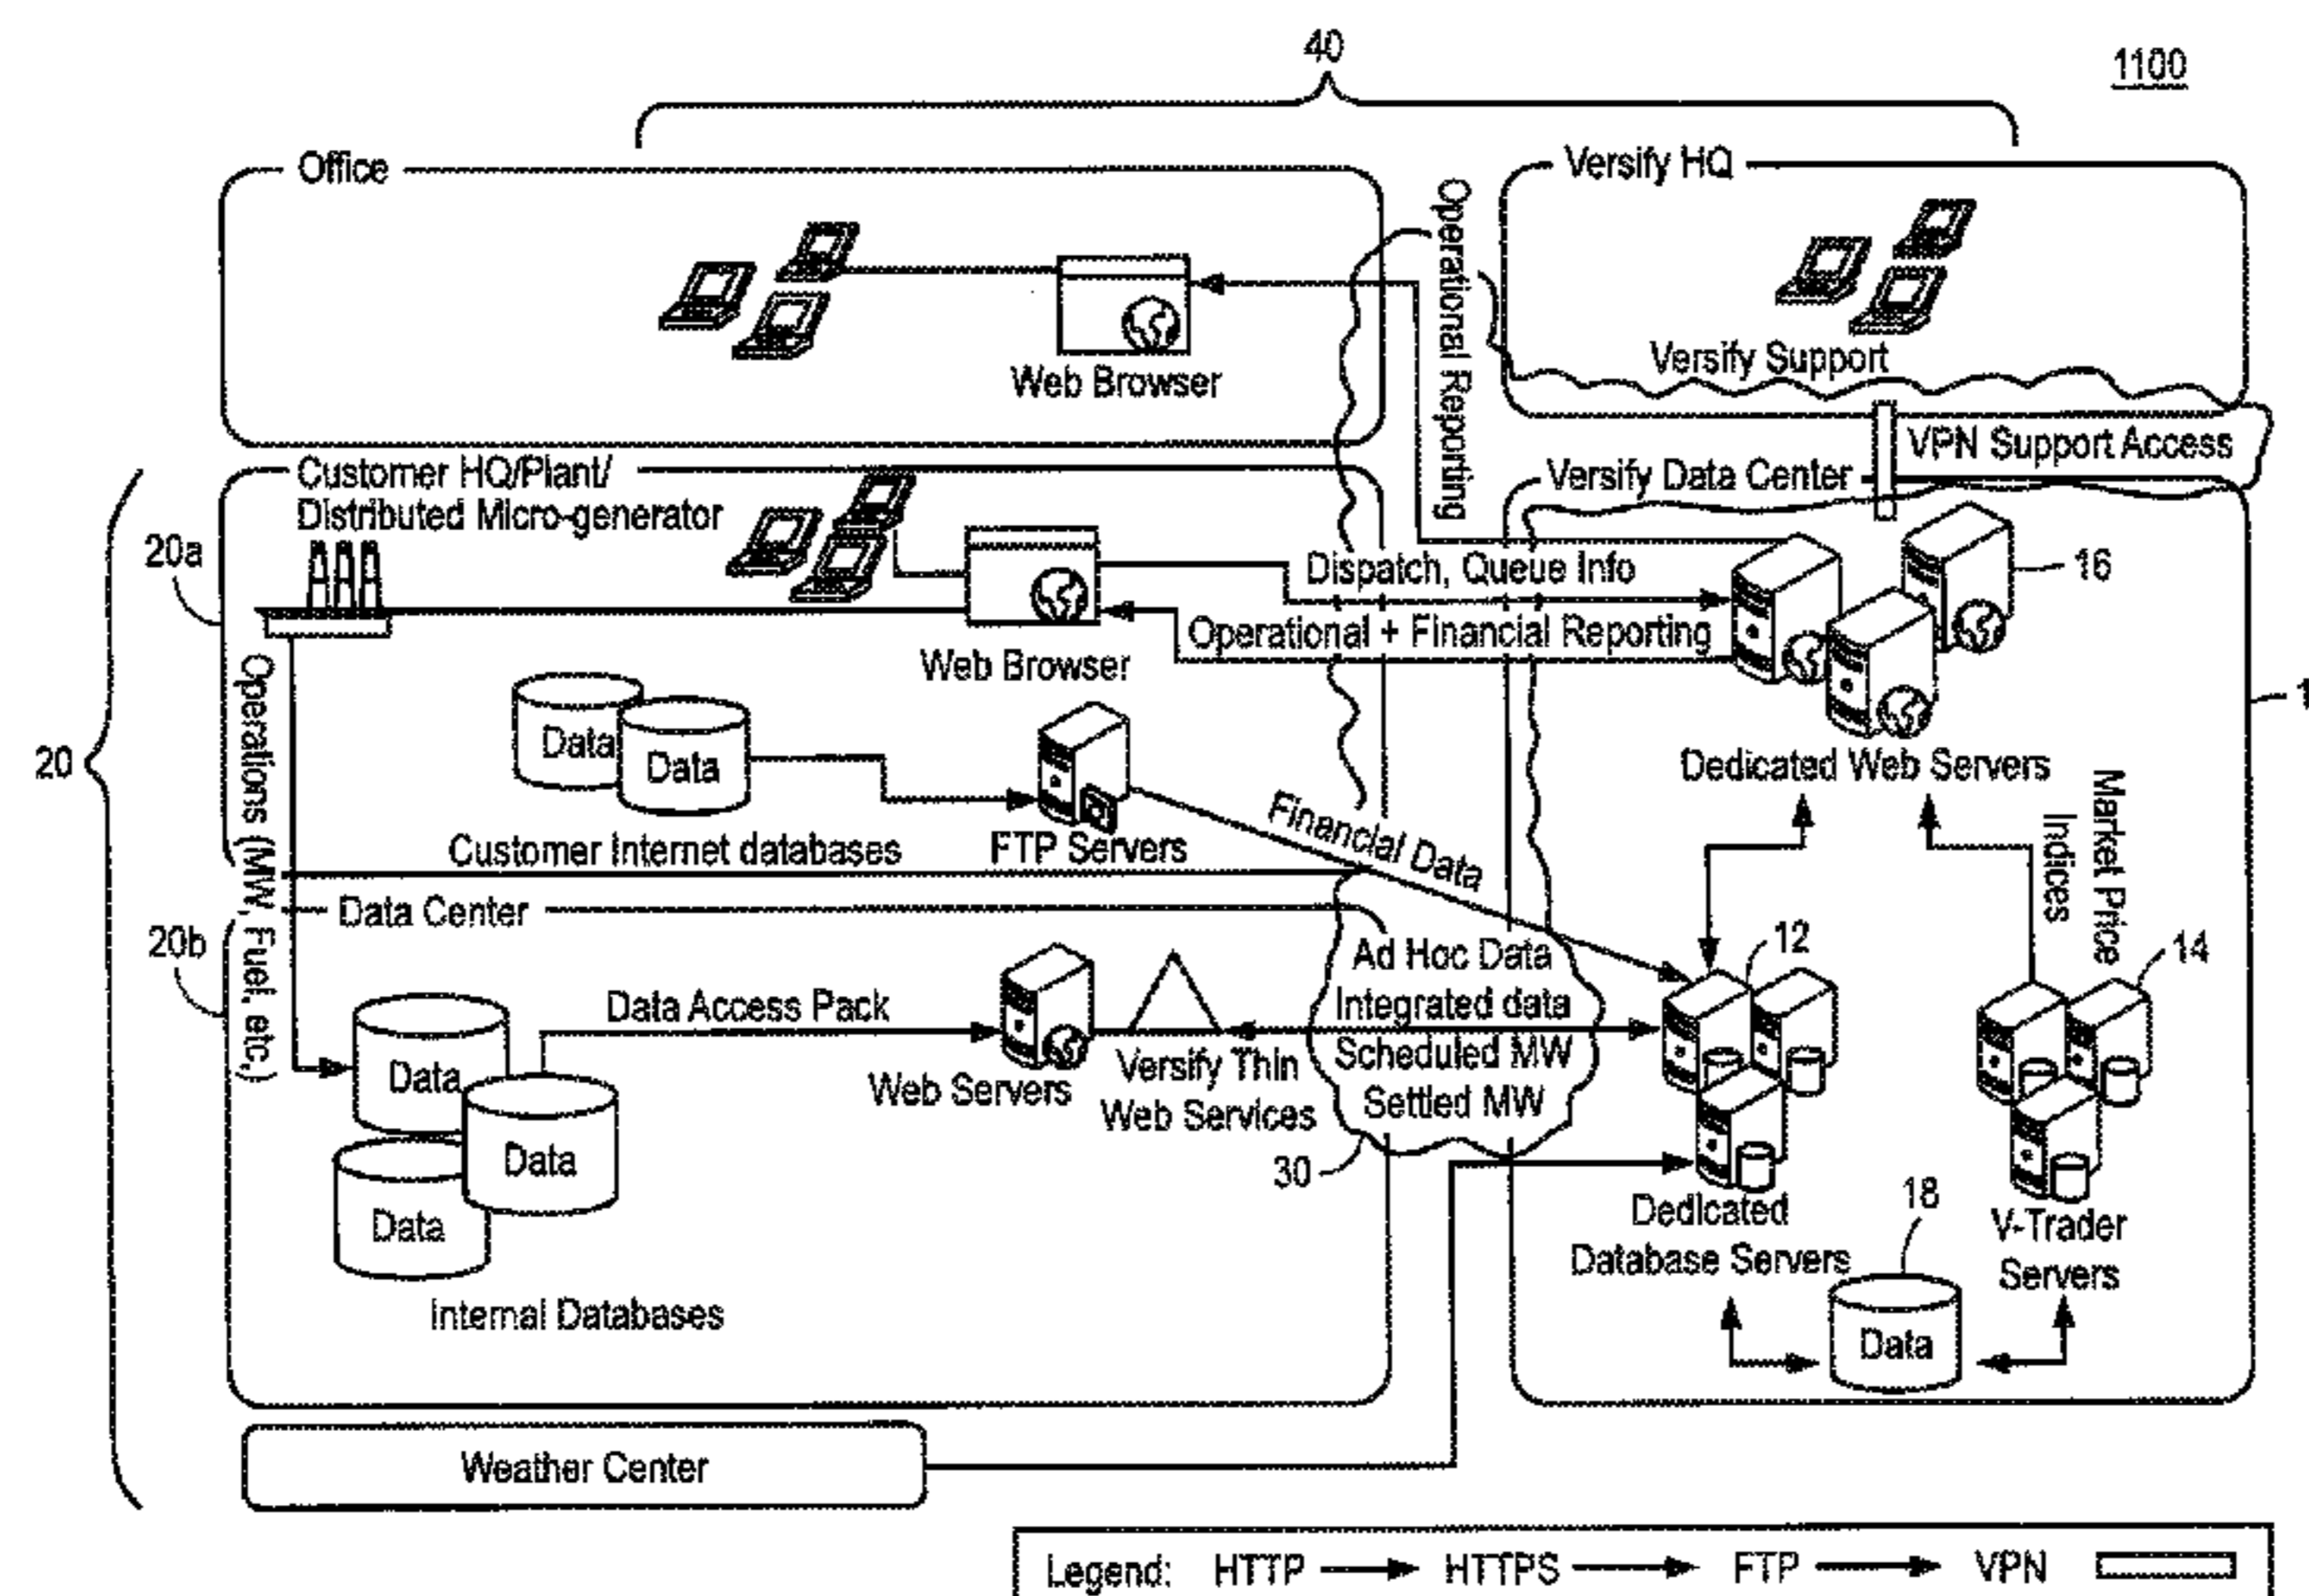 40
1100
Office
Versify HQ
Operational Reporting
Web Browser
Versify Support
VPN Support Access
Customer HQ/Plant/
Distributed Micro-generator
Versify Data Center
20a
Dispatch, Queue Info
16
Operational + Financial Reporting
Web Browser
Operations (MW, Fuel, etc.)
Data
Data
20
1
Dedicated Web Servers
Market Price
Indices
Financial Data
Customer Internet databases
FTP Servers
Data Center
20b
12
14
Ad Hoc Data
Integrated data
Scheduled MW
Settled MW
Data Access Pack
Data
Web Servers
Versify Thin
Web Services
Data
Data
30
Dedicated
Database Servers
18
V-Trader
Servers
Internal Databases
Data
Weather Center
Legend: HTTP HTTPS FTP VPN